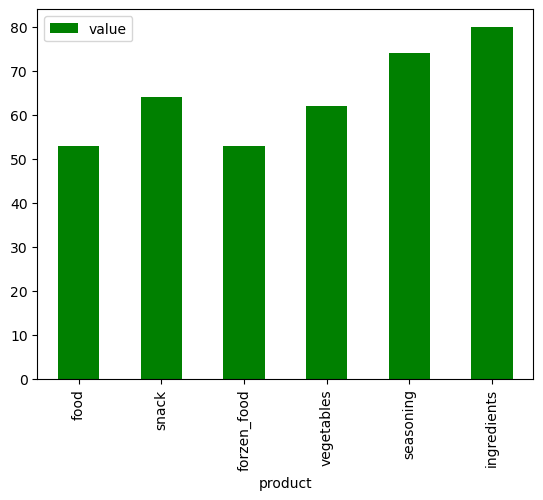 value
80
70
60
50
40
30
20
10
0
food
snack
forzen_food
vegetables
seasoning
ingredients
product